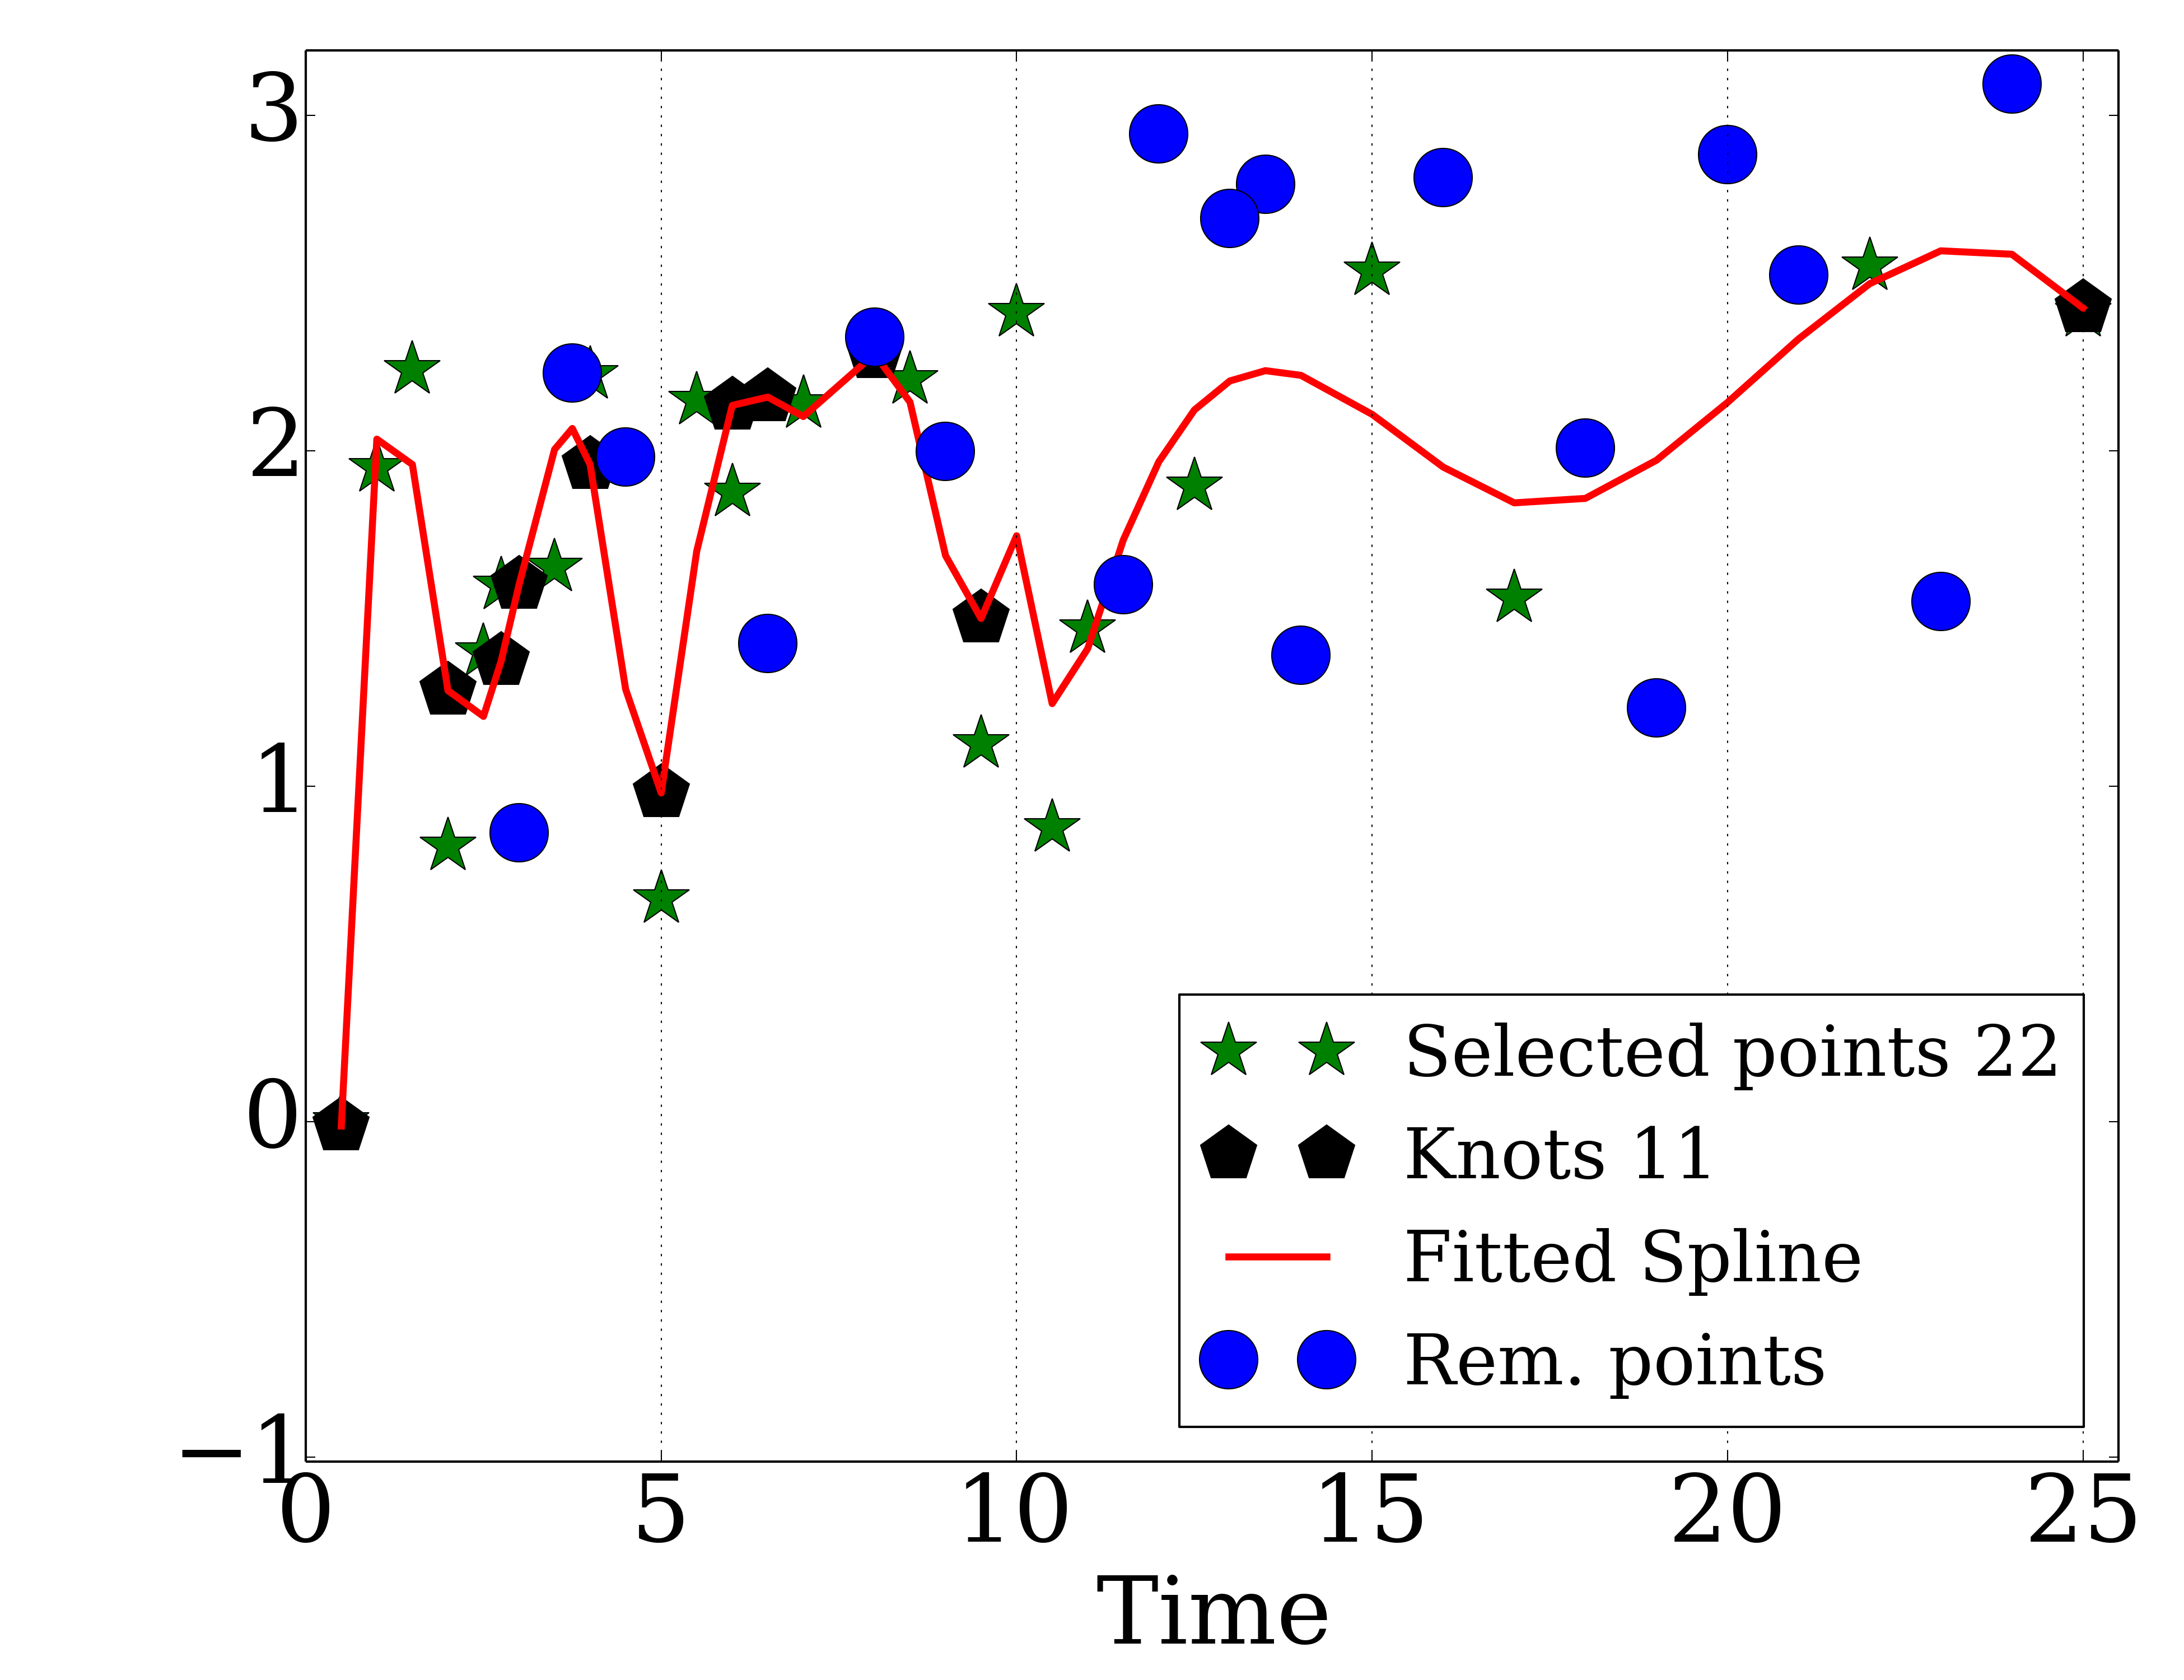 3
2
1
0
−1
0 5 10 15 20 25
Time
Selected points 22
Knots 11
Fitted Spline
Rem. points